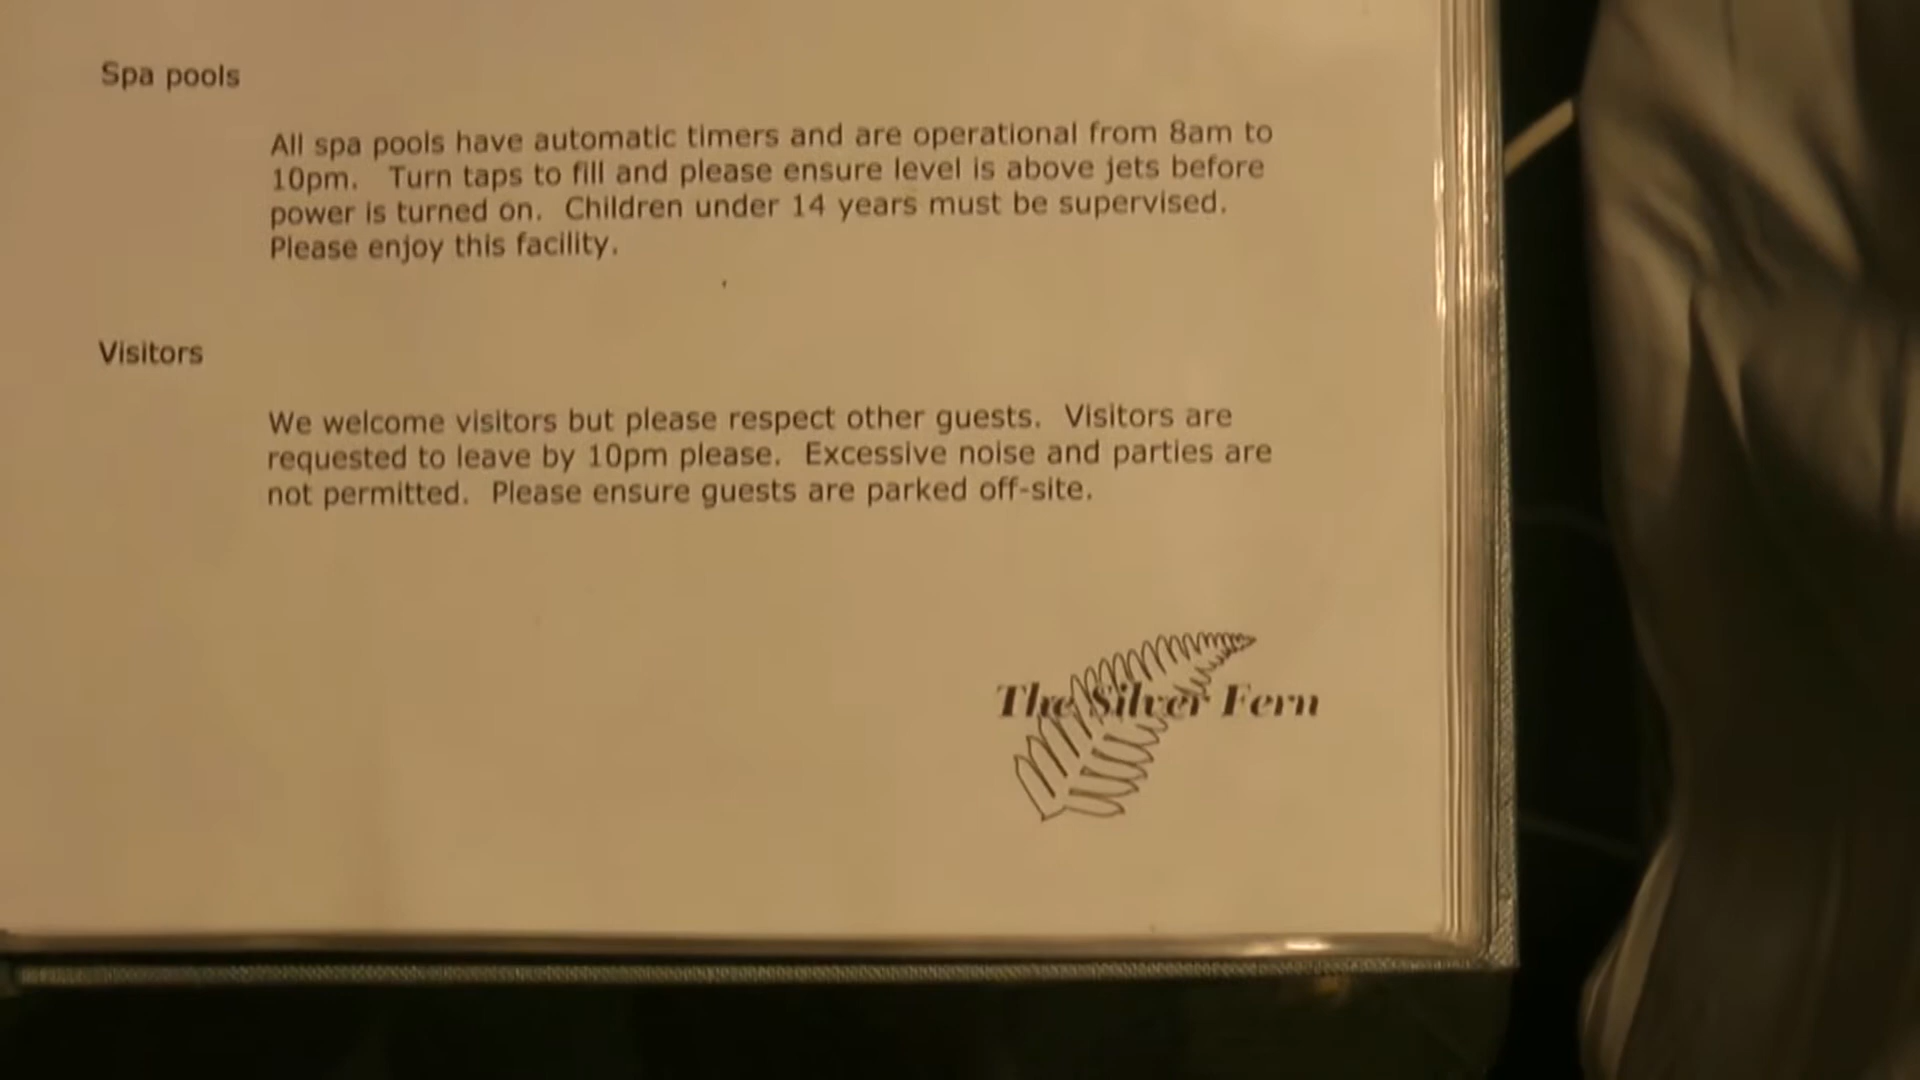 Spa pools
All spa pools have automatic timers and are operational from 8am to
10pm. Turn taps to fill and please ensure level is above jets before
power is turned on. Children under 14 years must be supervised.
Please enjoy this facility.
Visitors
We welcome visitors but please respect other guests. Visitors are
requested to leave by 10pm please. Excessive noise and parties are
not permitted. Please ensure guests are parked off-site.
The Silver Fern